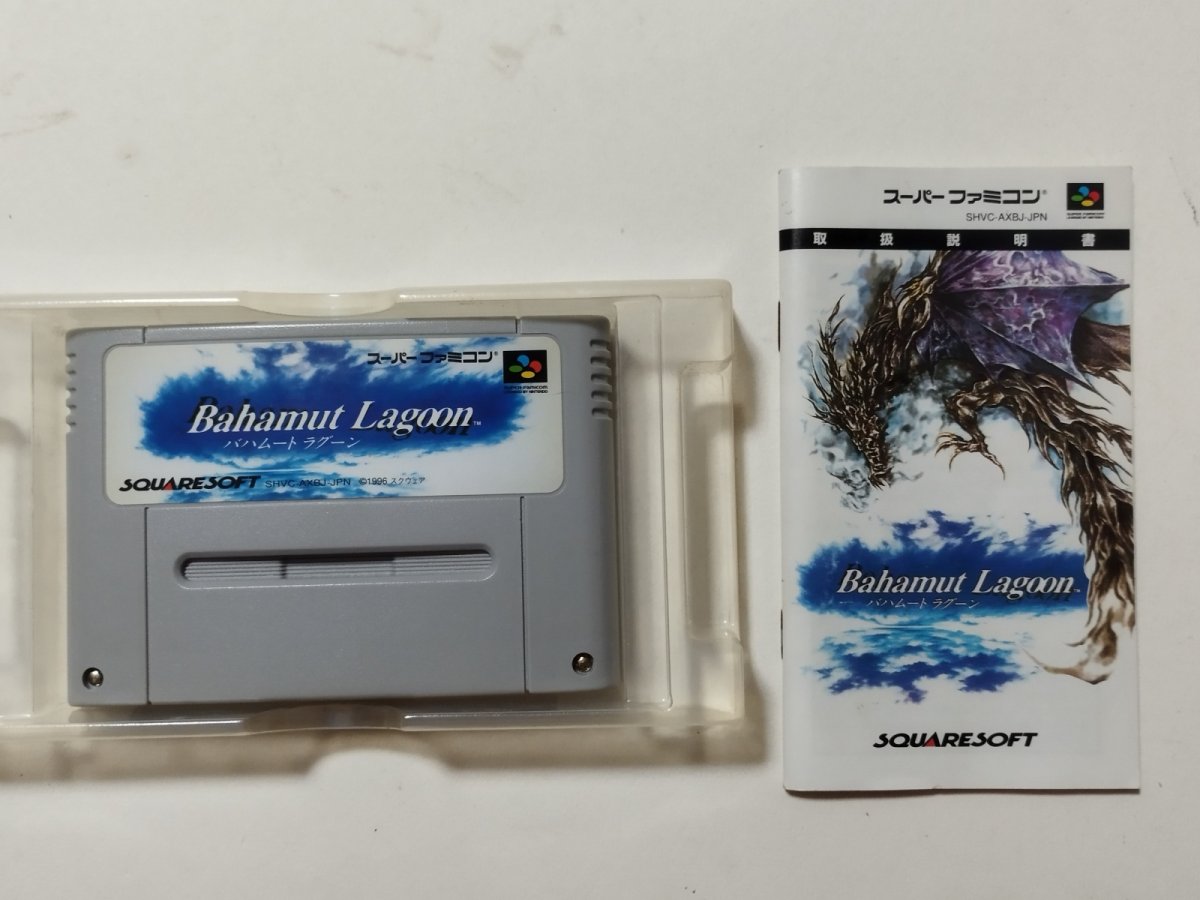 スーパーファミコン®
Bahamut Lagoon™
バハムート ラグーン
SQUARESOFT SHVC-AXBJ-JPN ©1996 スクウェア
スーパーファミコン®
SHVC-AXBJ-JPN
取扱説明書
Bahamut Lagoon™
バハムート ラグーン
SQUARESOFT